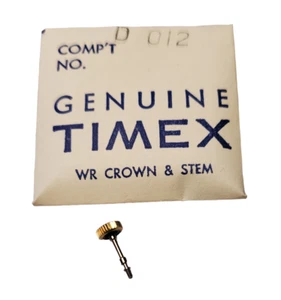 D 012
COMP'T
NO.
GENUINE
TIMEX
WR CROWN & STEM